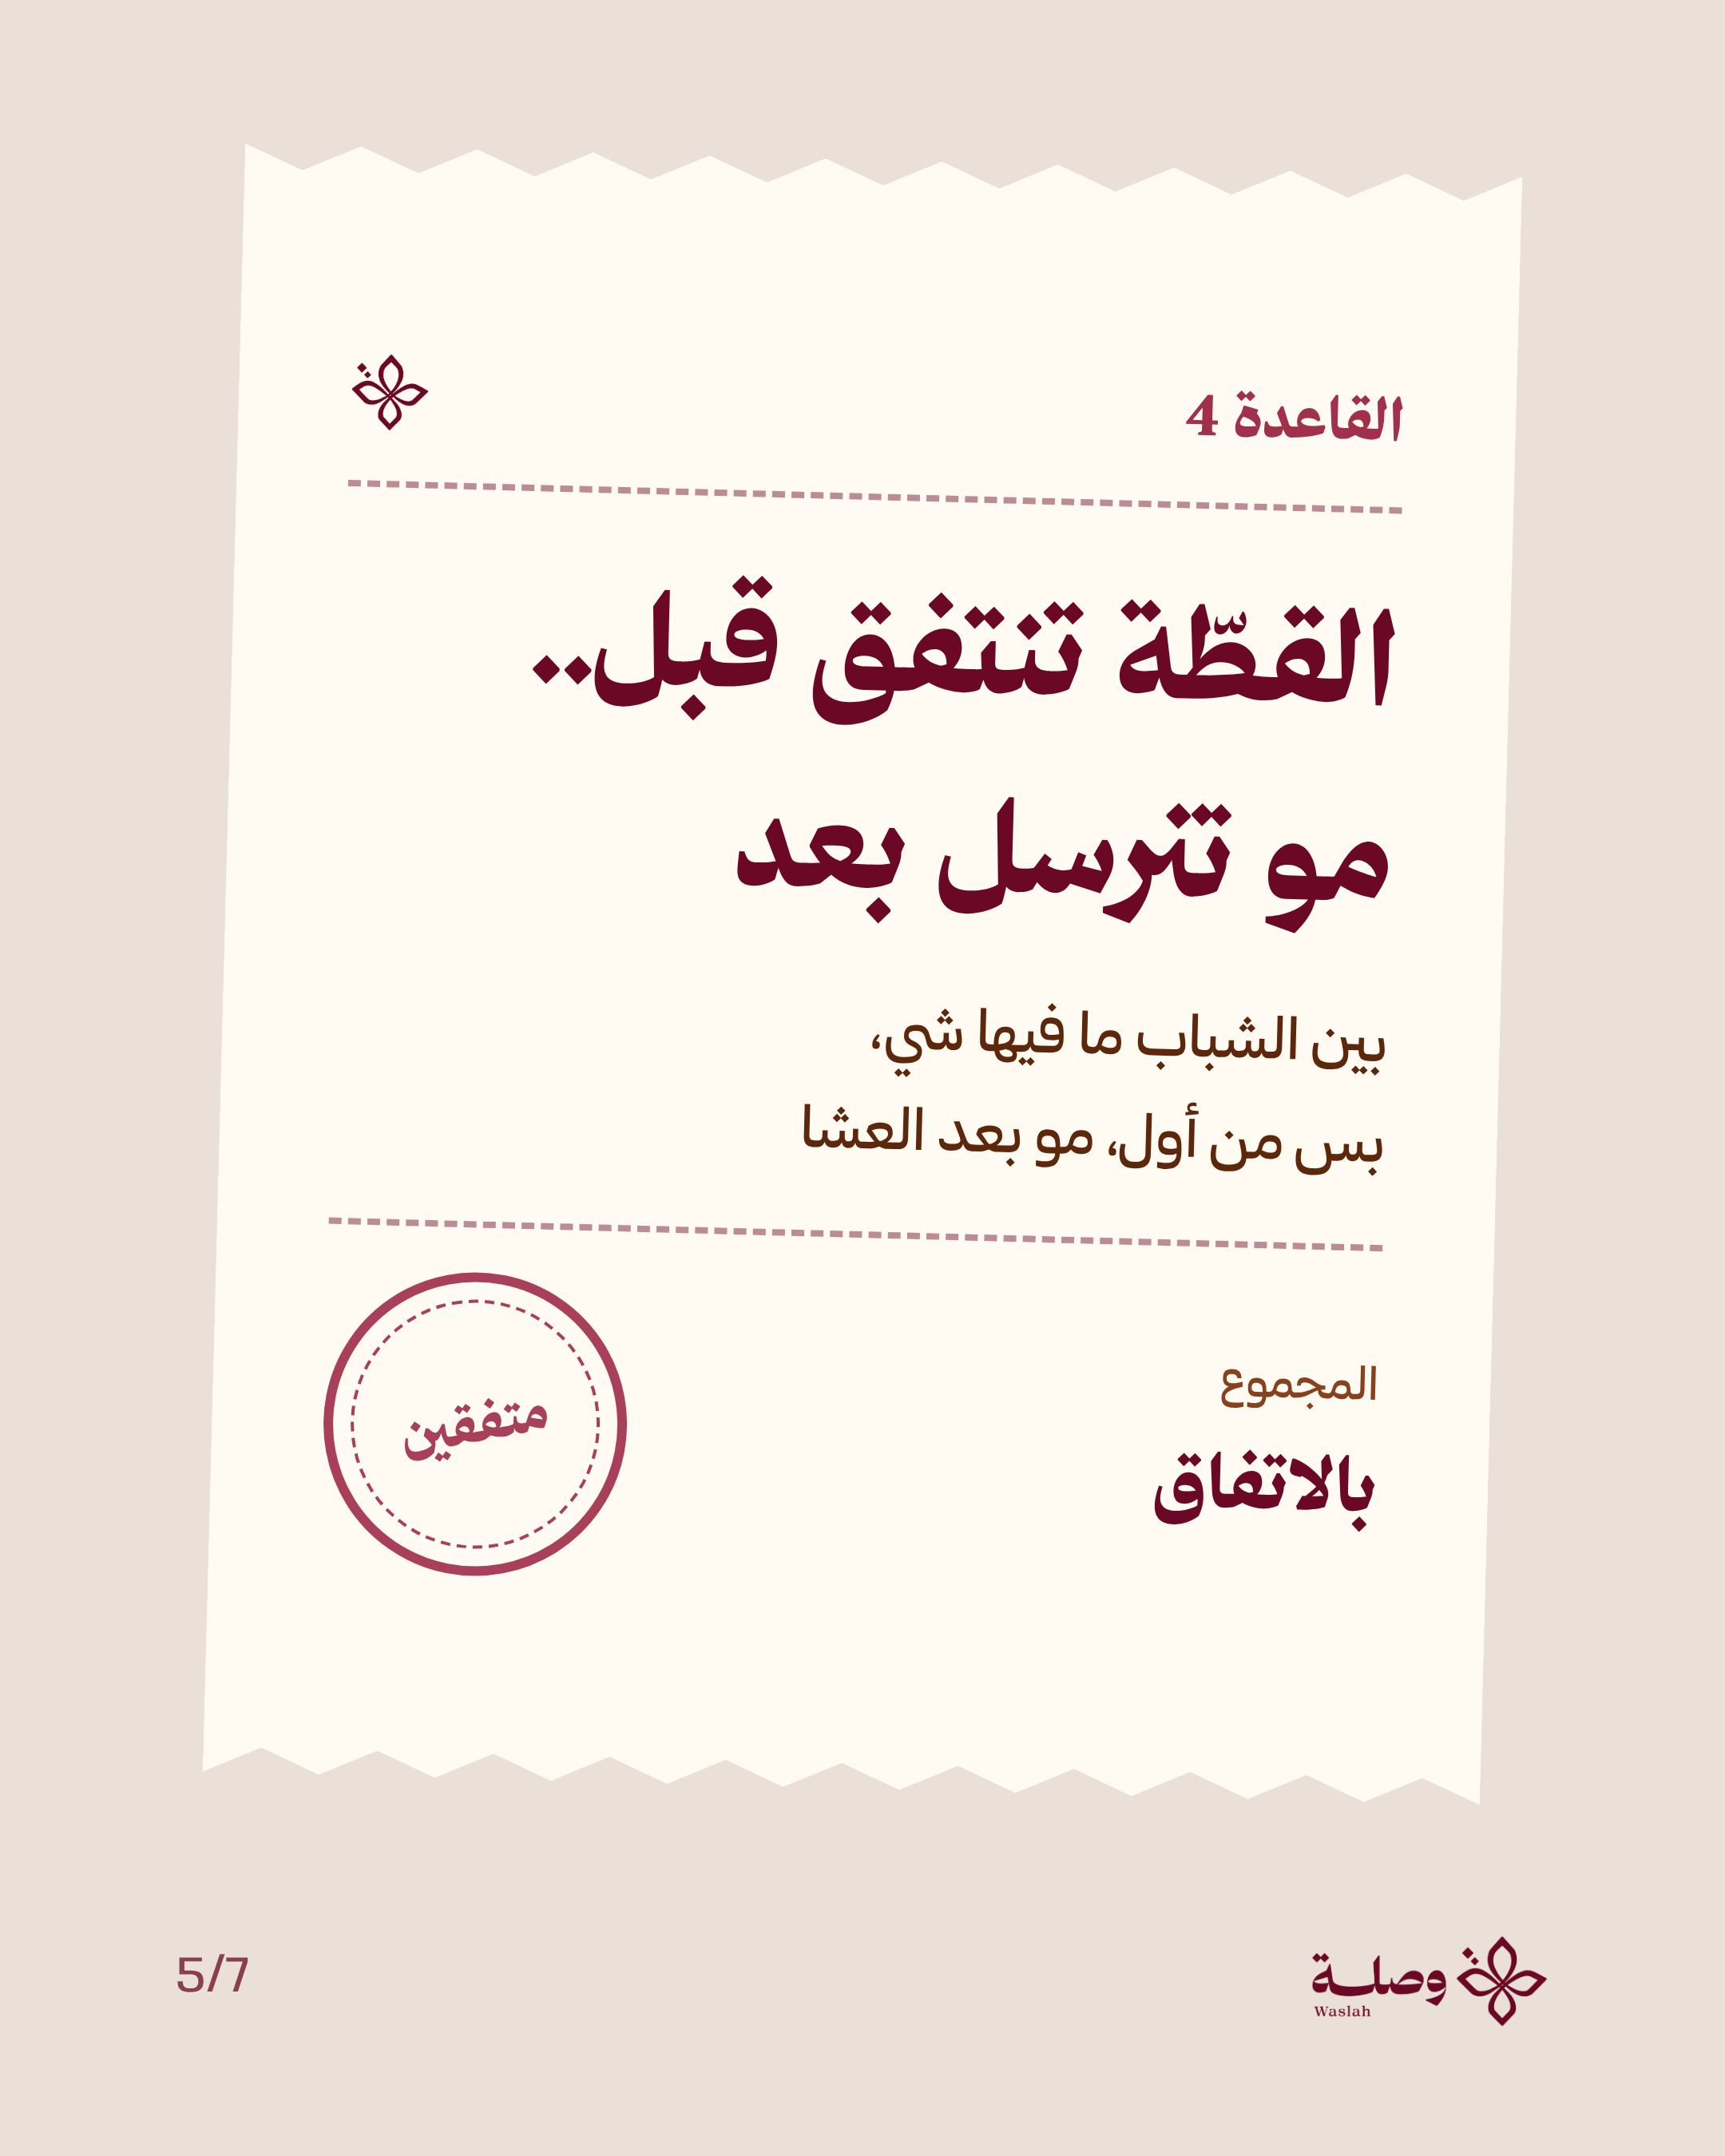 القاعدة 4
القطّة تنتفق قبل..
مو تترسل بعد
بين الشباب ما فيها شي،
بس من أول، مو بعد العشا
المجموع
بالاتفاق
متفقين
وصلة
Waslah
5/7